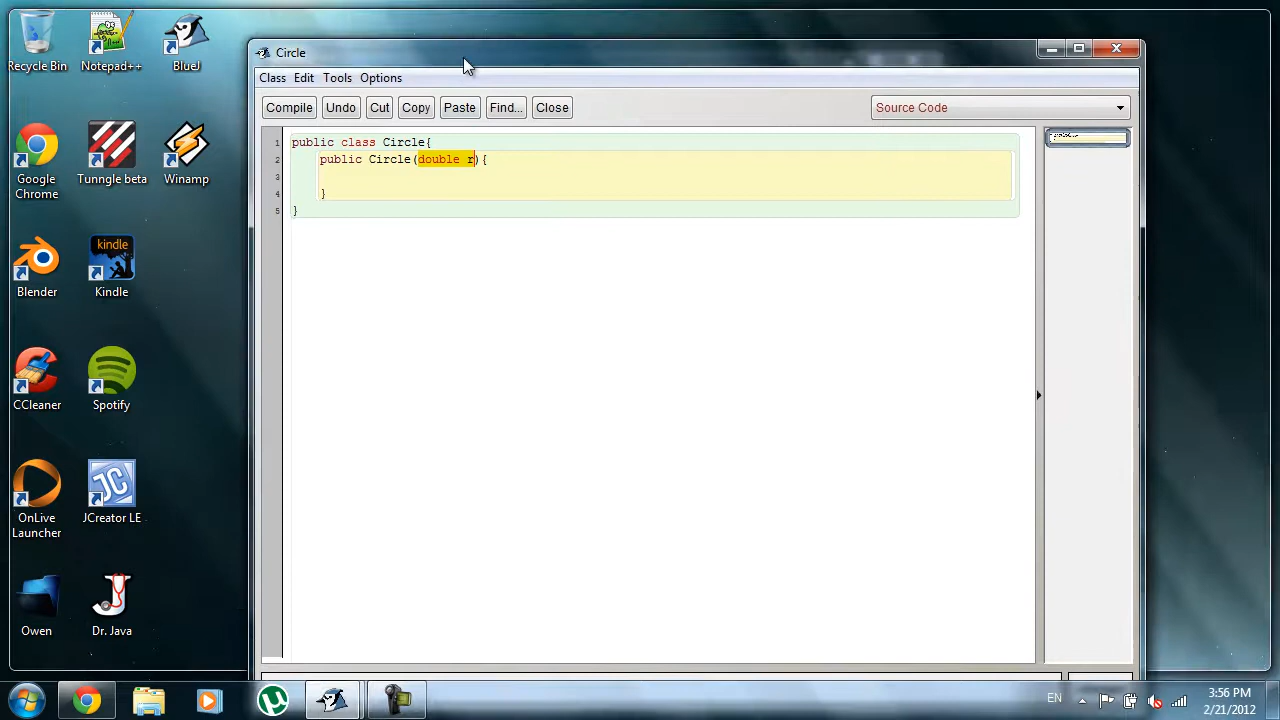 Recycle Bin
Notepad++
BlueJ
Google Chrome
Tunngle beta
Winamp
Blender
kindle
Kindle
CCleaner
Spotify
OnLive Launcher
JC
JCreator LE
Owen
Dr. Java
Circle
Class Edit Tools Options
Compile Undo Cut Copy Paste Find... Close
Source Code
1 public class Circle{
2 public Circle(double r){
3
4 }
5 }
EN
3:56 PM
2/21/2012